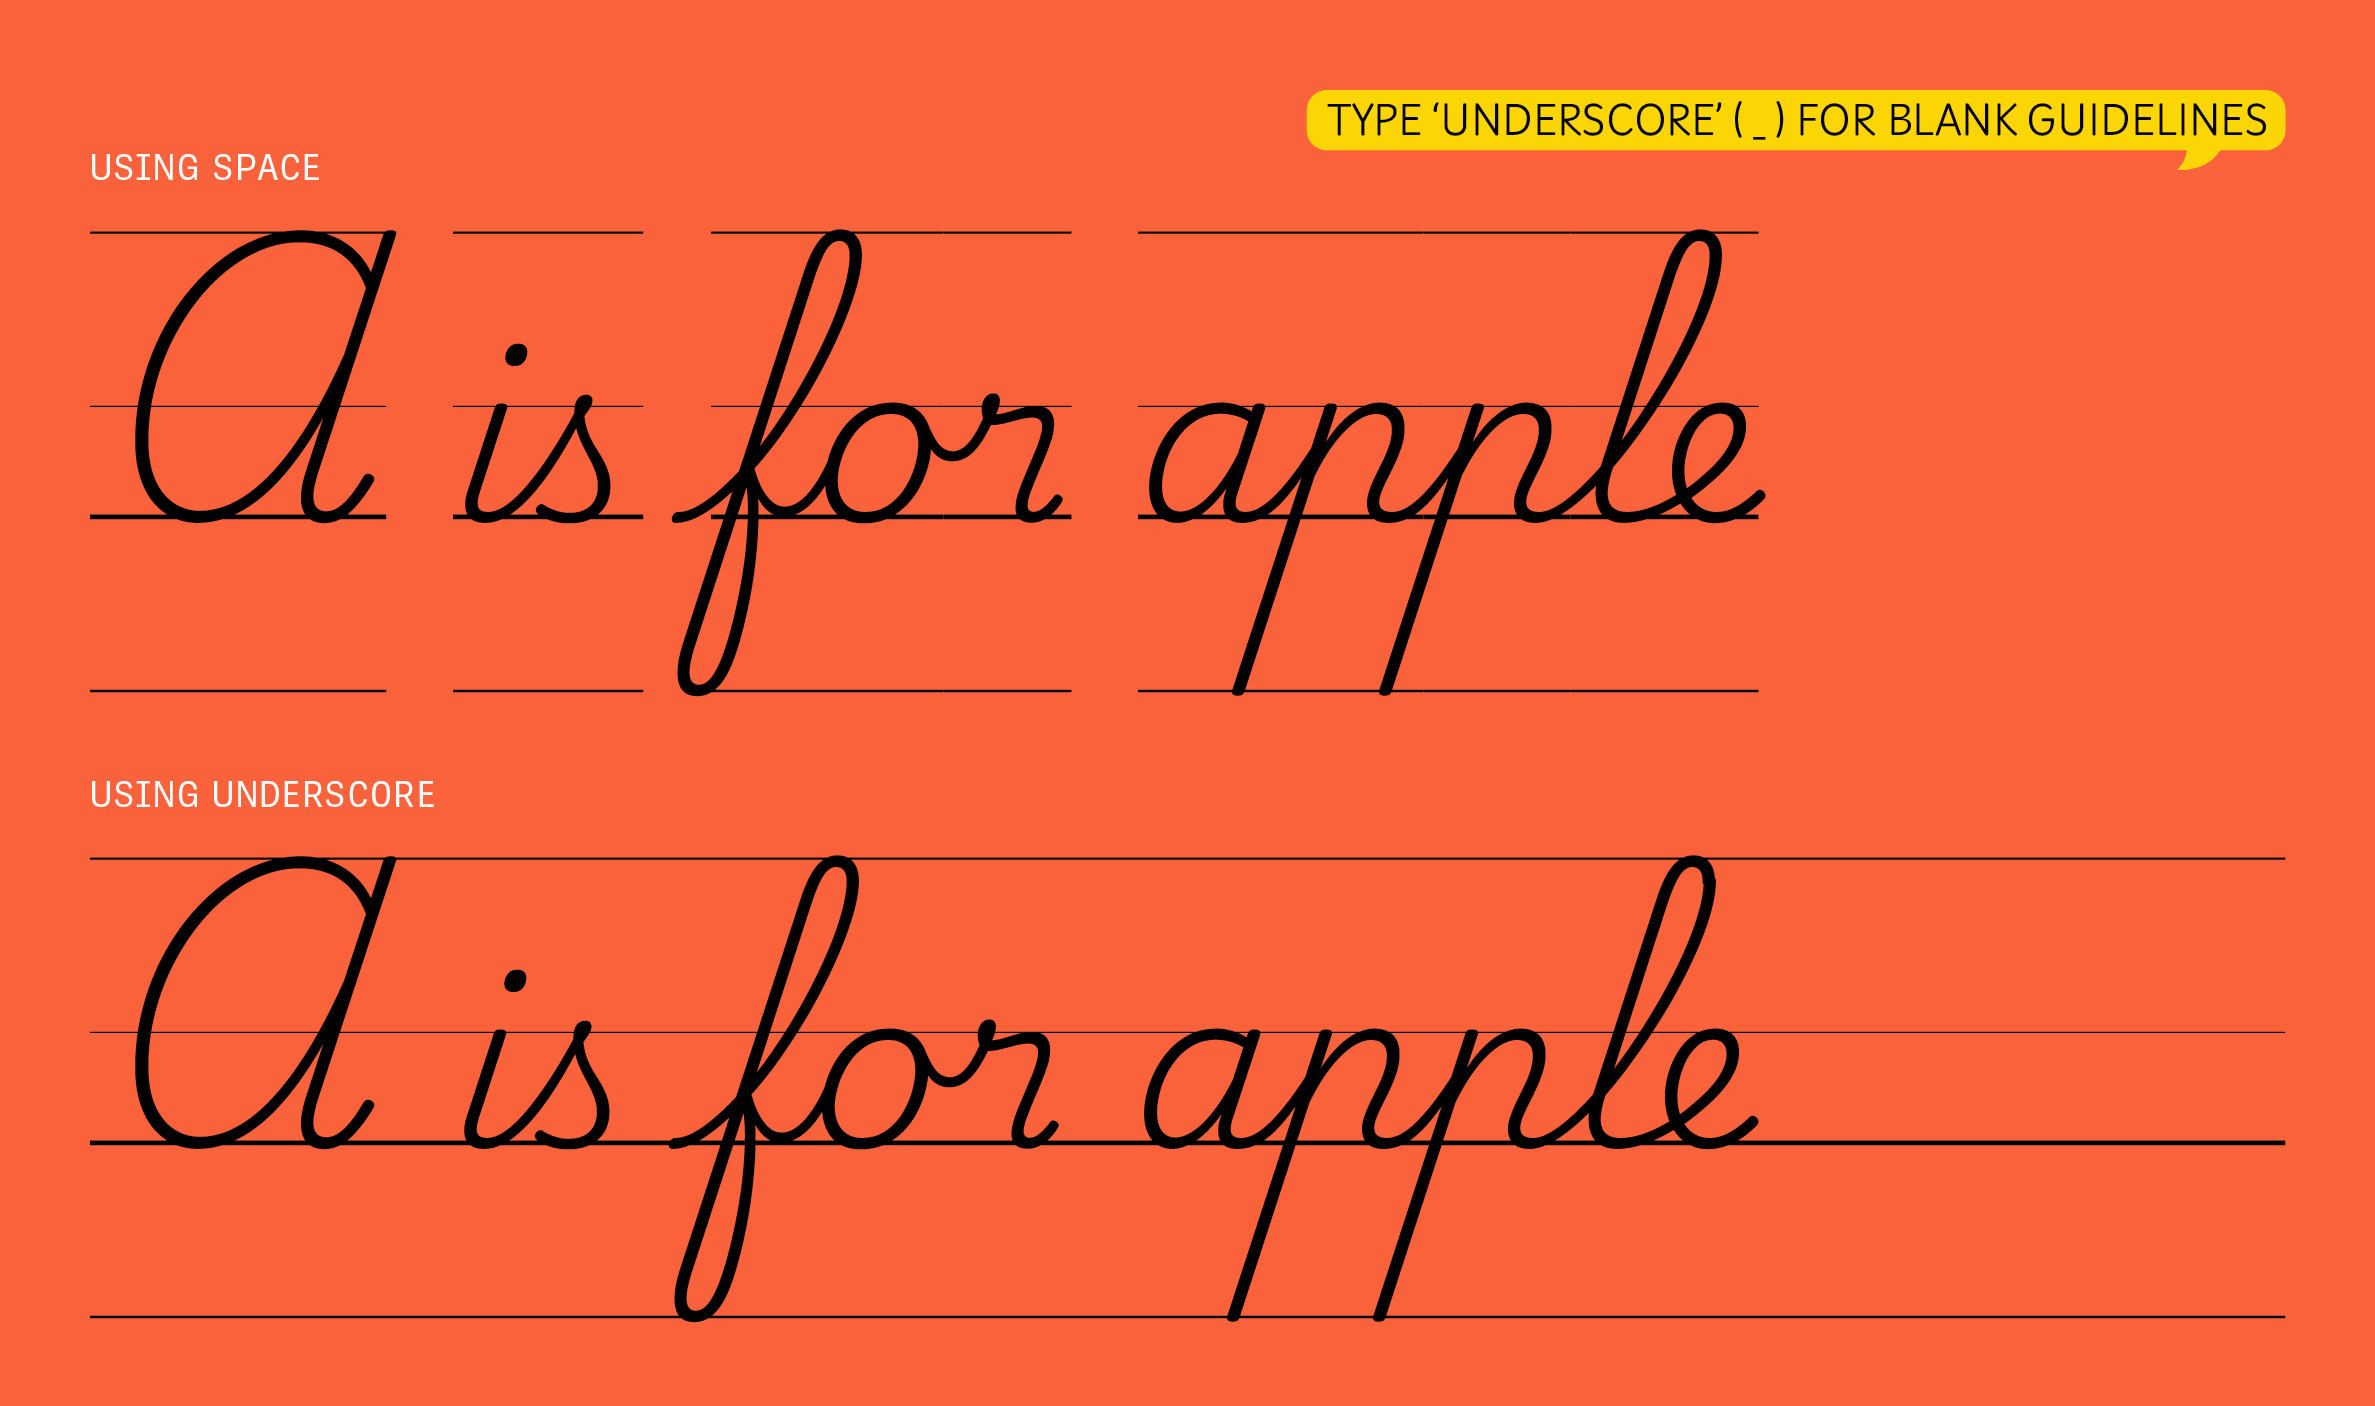 TYPE ‘UNDERSCORE’ ( _ ) FOR BLANK GUIDELINES
USING SPACE
A is for apple
USING UNDERSCORE
A is for apple